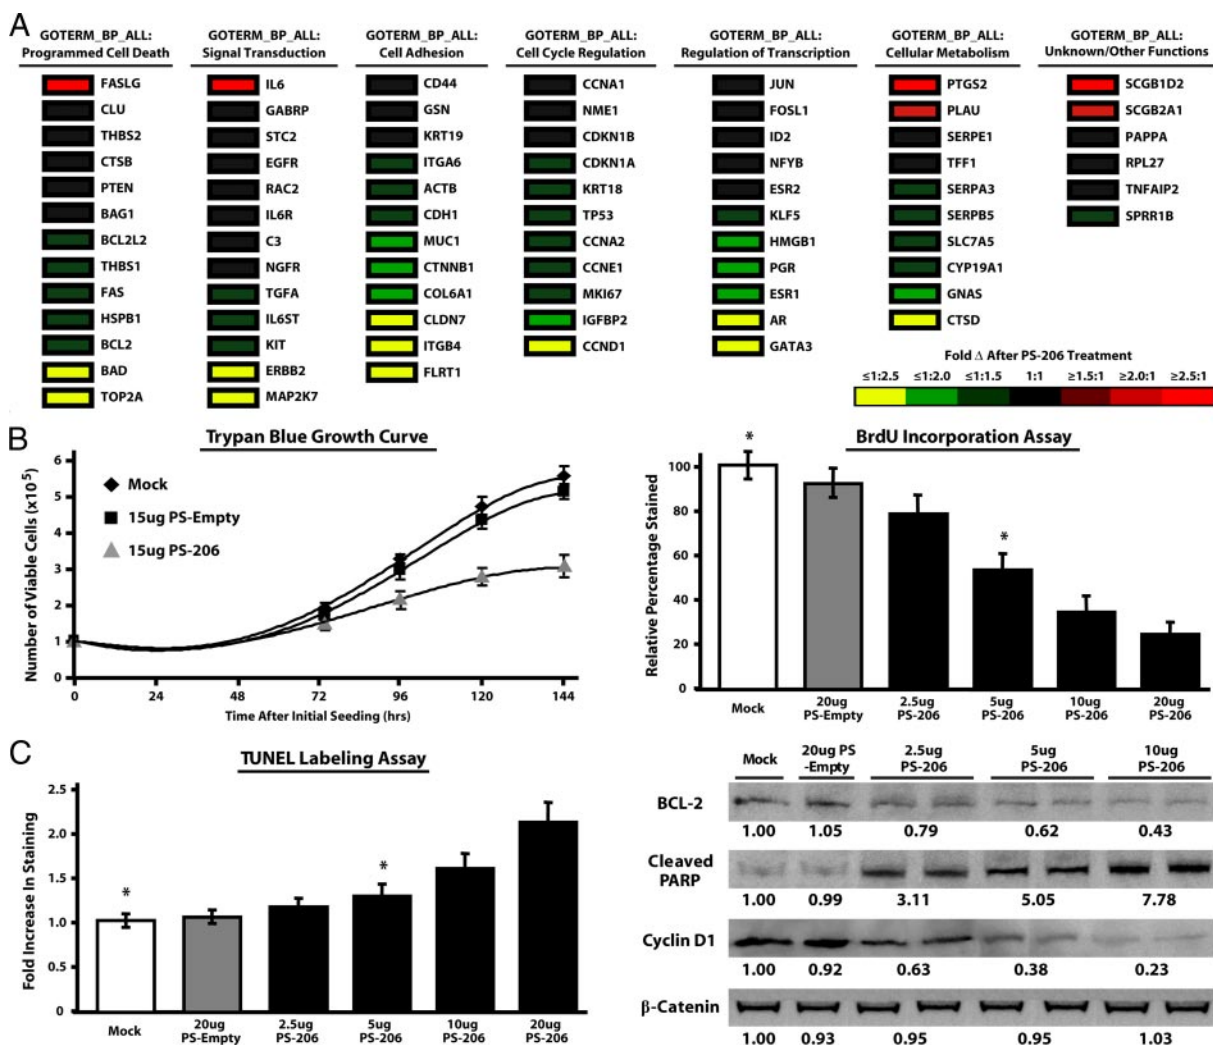 A
GOTERM_BP_ALL:
Programmed Cell Death
FASLG
CLU
THBS2
CTSB
PTEN
BAG1
BCL2L2
THBS1
FAS
HSPB1
BCL2
BAD
TOP2A
GOTERM_BP_ALL:
Signal Transduction
IL6
GABRP
STC2
EGFR
RAC2
IL6R
C3
NGFR
TGFA
IL6ST
KIT
ERBB2
MAP2K7
GOTERM_BP_ALL:
Cell Adhesion
CD44
GSN
KRT19
ITGA6
ACTB
CDH1
MUC1
CTNNB1
COL6A1
CLDN7
ITGB4
FLRT1
GOTERM_BP_ALL:
Cell Cycle Regulation
CCNA1
NME1
CDKN1B
CDKN1A
KRT18
TP53
CCNA2
CCNE1
MKI67
IGFBP2
CCND1
GOTERM_BP_ALL:
Regulation of Transcription
JUN
FOSL1
ID2
NFYB
ESR2
KLF5
HMGB1
PGR
ESR1
AR
GATA3
GOTERM_BP_ALL:
Cellular Metabolism
PTGS2
PLAU
SERPE1
TFF1
SERPA3
SERPB5
SLC7A5
CYP19A1
GNAS
CTSD
GOTERM_BP_ALL:
Unknown/Other Functions
SCGB1D2
SCGB2A1
PAPPA
RPL27
TNFAIP2
SPRR1B
Fold Δ After PS-206 Treatment
≤1:2.5 ≤1:2.0 ≤1:1.5 1:1 ≥1.5:1 ≥2.0:1 ≥2.5:1
B
Trypan Blue Growth Curve
Number of Viable Cells (x10⁵)
6
5
4
3
2
1
0
Mock
15ug PS-Empty
15ug PS-206
0 24 48 72 96 120 144
Time After Initial Seeding (hrs)
BrdU Incorporation Assay
Relative Percentage Stained
100
80
60
40
20
0
*
*
Mock
20ug
PS-Empty
2.5ug
PS-206
5ug
PS-206
10ug
PS-206
20ug
PS-206
C
TUNEL Labeling Assay
Fold Increase In Staining
2.5
2.0
1.5
1.0
0.5
0
*
*
Mock
20ug
PS-Empty
2.5ug
PS-206
5ug
PS-206
10ug
PS-206
20ug
PS-206
Mock
20ug PS
-Empty
2.5ug
PS-206
5ug
PS-206
10ug
PS-206
BCL-2
1.00 1.05 0.79 0.62 0.43
Cleaved
PARP
1.00 0.99 3.11 5.05 7.78
Cyclin D1
1.00 0.92 0.63 0.38 0.23
β-Catenin
1.00 0.93 0.95 0.95 1.03